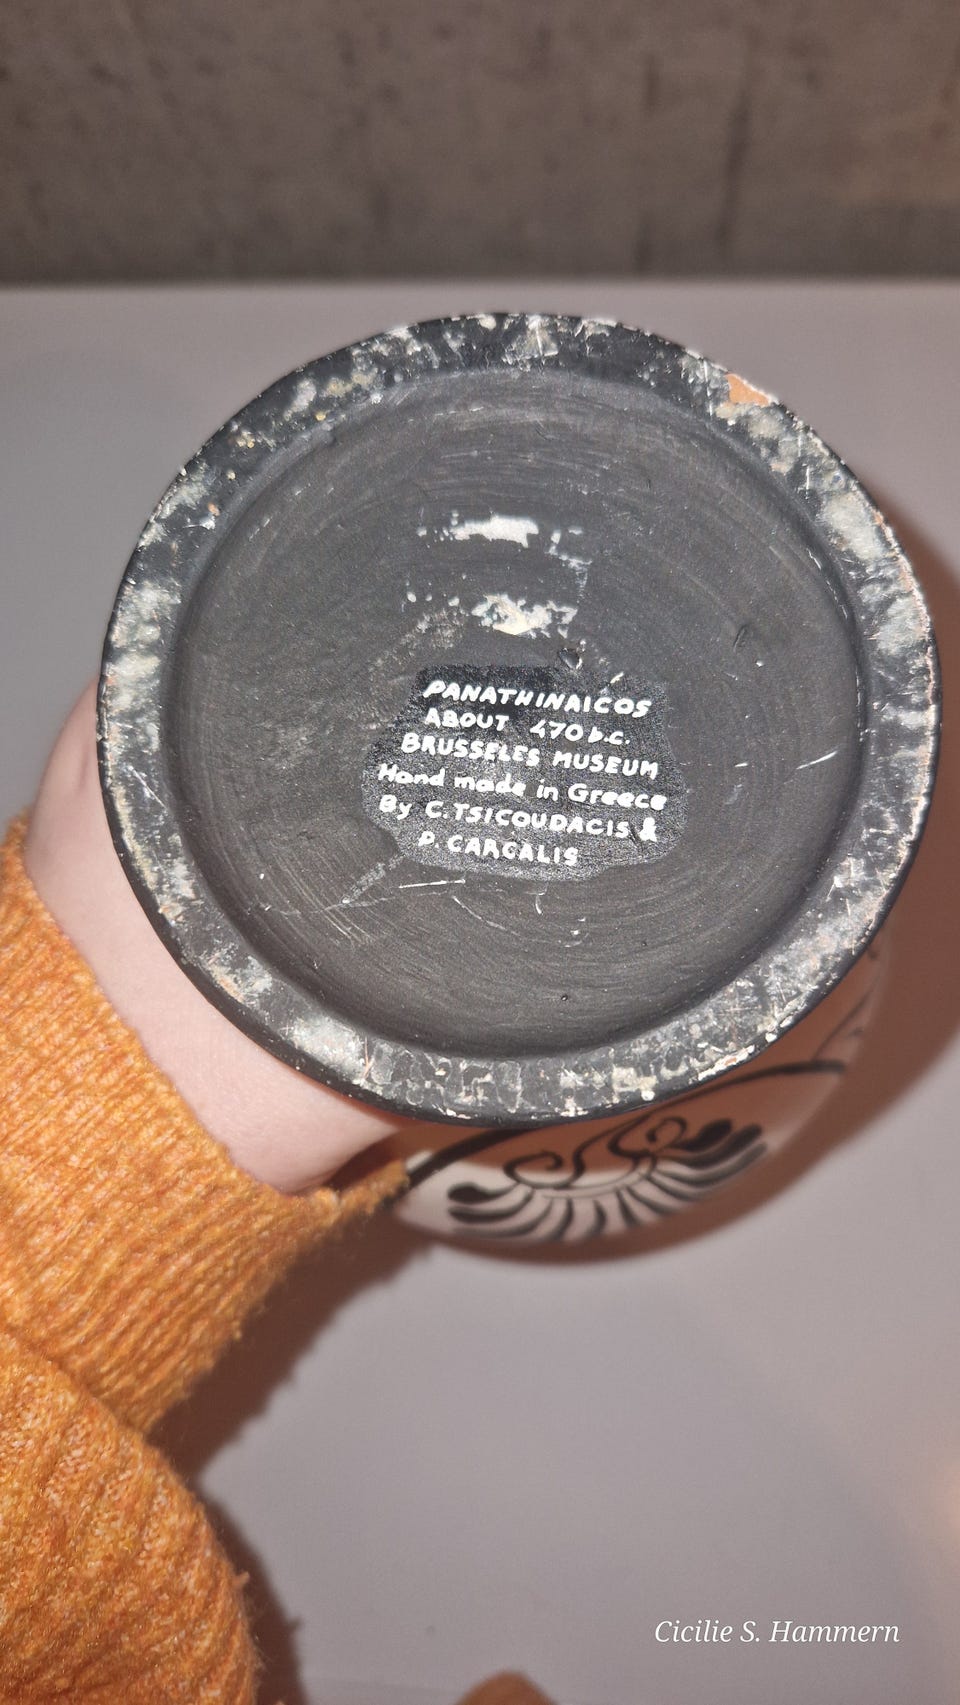 PANATHINAICOS
ABOUT 470 b.c.
BRUSSELES MUSEUM
Hand made in Greece
By C. TSICOUDACIS &
P. CARCALIS
Cicilie S. Hammern